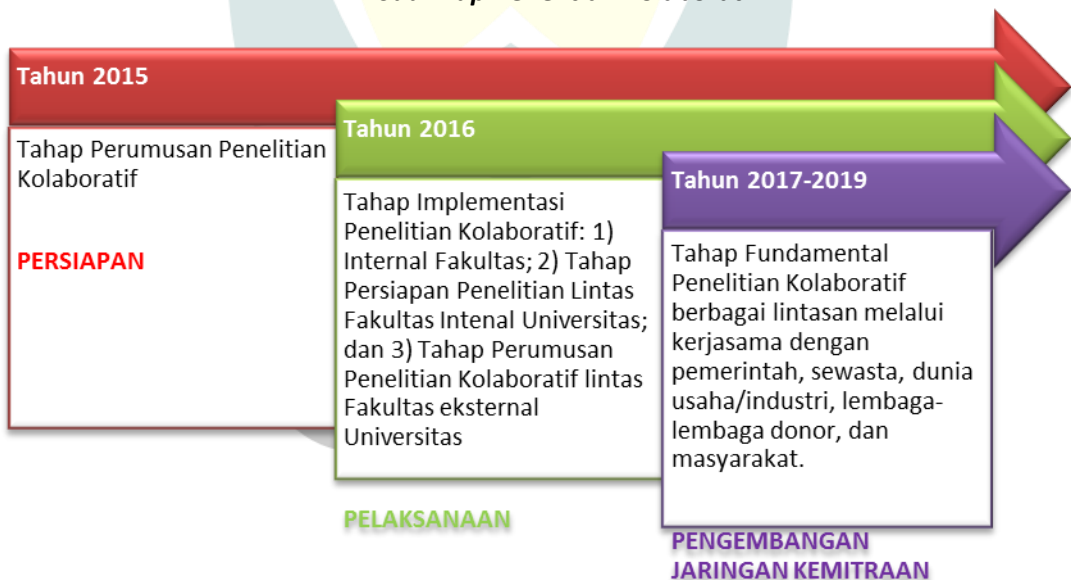 Tahun 2015
Tahap Perumusan Penelitian
Kolaboratif
PERSIAPAN
Tahun 2016
Tahap Implementasi
Penelitian Kolaboratif: 1)
Internal Fakultas; 2) Tahap
Persiapan Penelitian Lintas
Fakultas Intenal Universitas;
dan 3) Tahap Perumusan
Penelitian Kolaboratif lintas
Fakultas eksternal
Universitas
PELAKSANAAN
Tahun 2017-2019
Tahap Fundamental
Penelitian Kolaboratif
berbagai lintasan melalui
kerjasama dengan
pemerintah, sewasta, dunia
usaha/industri, lembaga-
lembaga donor, dan
masyarakat.
PENGEMBANGAN
JARINGAN KEMITRAAN